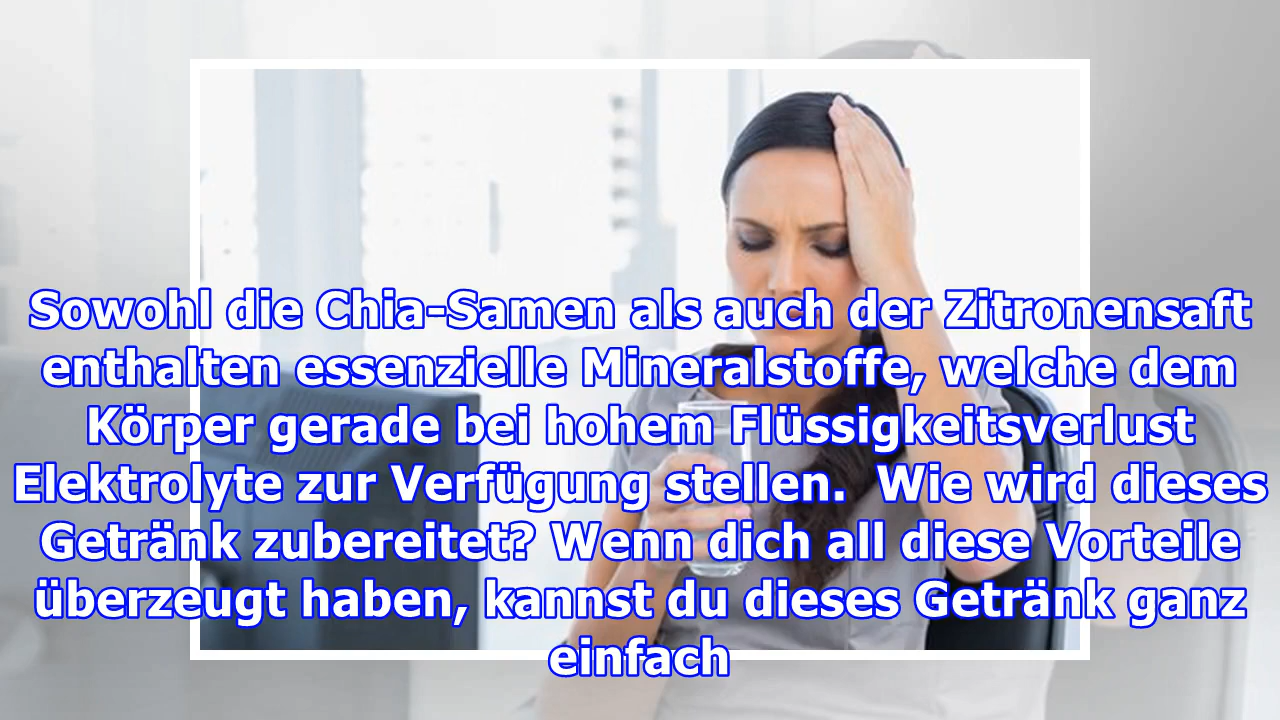 Sowohl die Chia-Samen als auch der Zitronensaft
enthalten essenzielle Mineralstoffe, welche dem
Körper gerade bei hohem Flüssigkeitsverlust
Elektrolyte zur Verfügung stellen.  Wie wird dieses
Getränk zubereitet? Wenn dich all diese Vorteile
überzeugt haben, kannst du dieses Getränk ganz
einfach